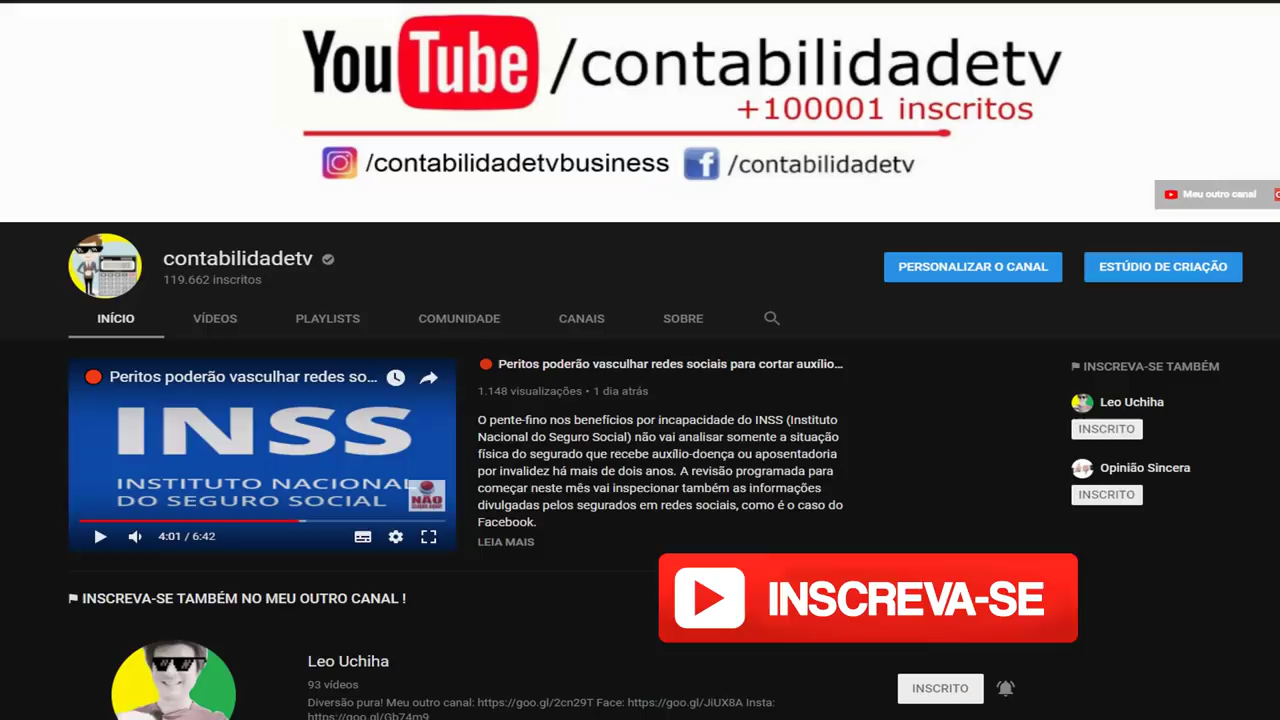 YouTube /contabilidadetv
+100001 inscritos
/contabilidadetvbusiness /contabilidadetv
Meu outro canal
contabilidadetv
119.662 inscritos
PERSONALIZAR O CANAL
ESTÚDIO DE CRIAÇÃO
INÍCIO VÍDEOS PLAYLISTS COMUNIDADE CANAIS SOBRE
Peritos poderão vasculhar redes so...
INSS
INSTITUTO NACIONAL
DO SEGURO SOCIAL
NÃO
4:01 / 6:42
Peritos poderão vasculhar redes sociais para cortar auxílio...
1.148 visualizações • 1 dia atrás
O pente-fino nos benefícios por incapacidade do INSS (Instituto
Nacional do Seguro Social) não vai analisar somente a situação
física do segurado que recebe auxílio-doença ou aposentadoria
por invalidez há mais de dois anos. A revisão programada para
começar neste mês vai inspecionar também as informações
divulgadas pelos segurados em redes sociais, como é o caso do
Facebook.
LEIA MAIS
INSCREVA-SE TAMBÉM
Leo Uchiha
INSCRITO
Opinião Sincera
INSCRITO
INSCREVA-SE
INSCREVA-SE TAMBÉM NO MEU OUTRO CANAL !
Leo Uchiha
93 vídeos
Diversão pura! Meu outro canal: https://goo.gl/2cn29T Face: https://goo.gl/JiUX8A Insta:
https://goo.gl/Gb74m9
INSCRITO